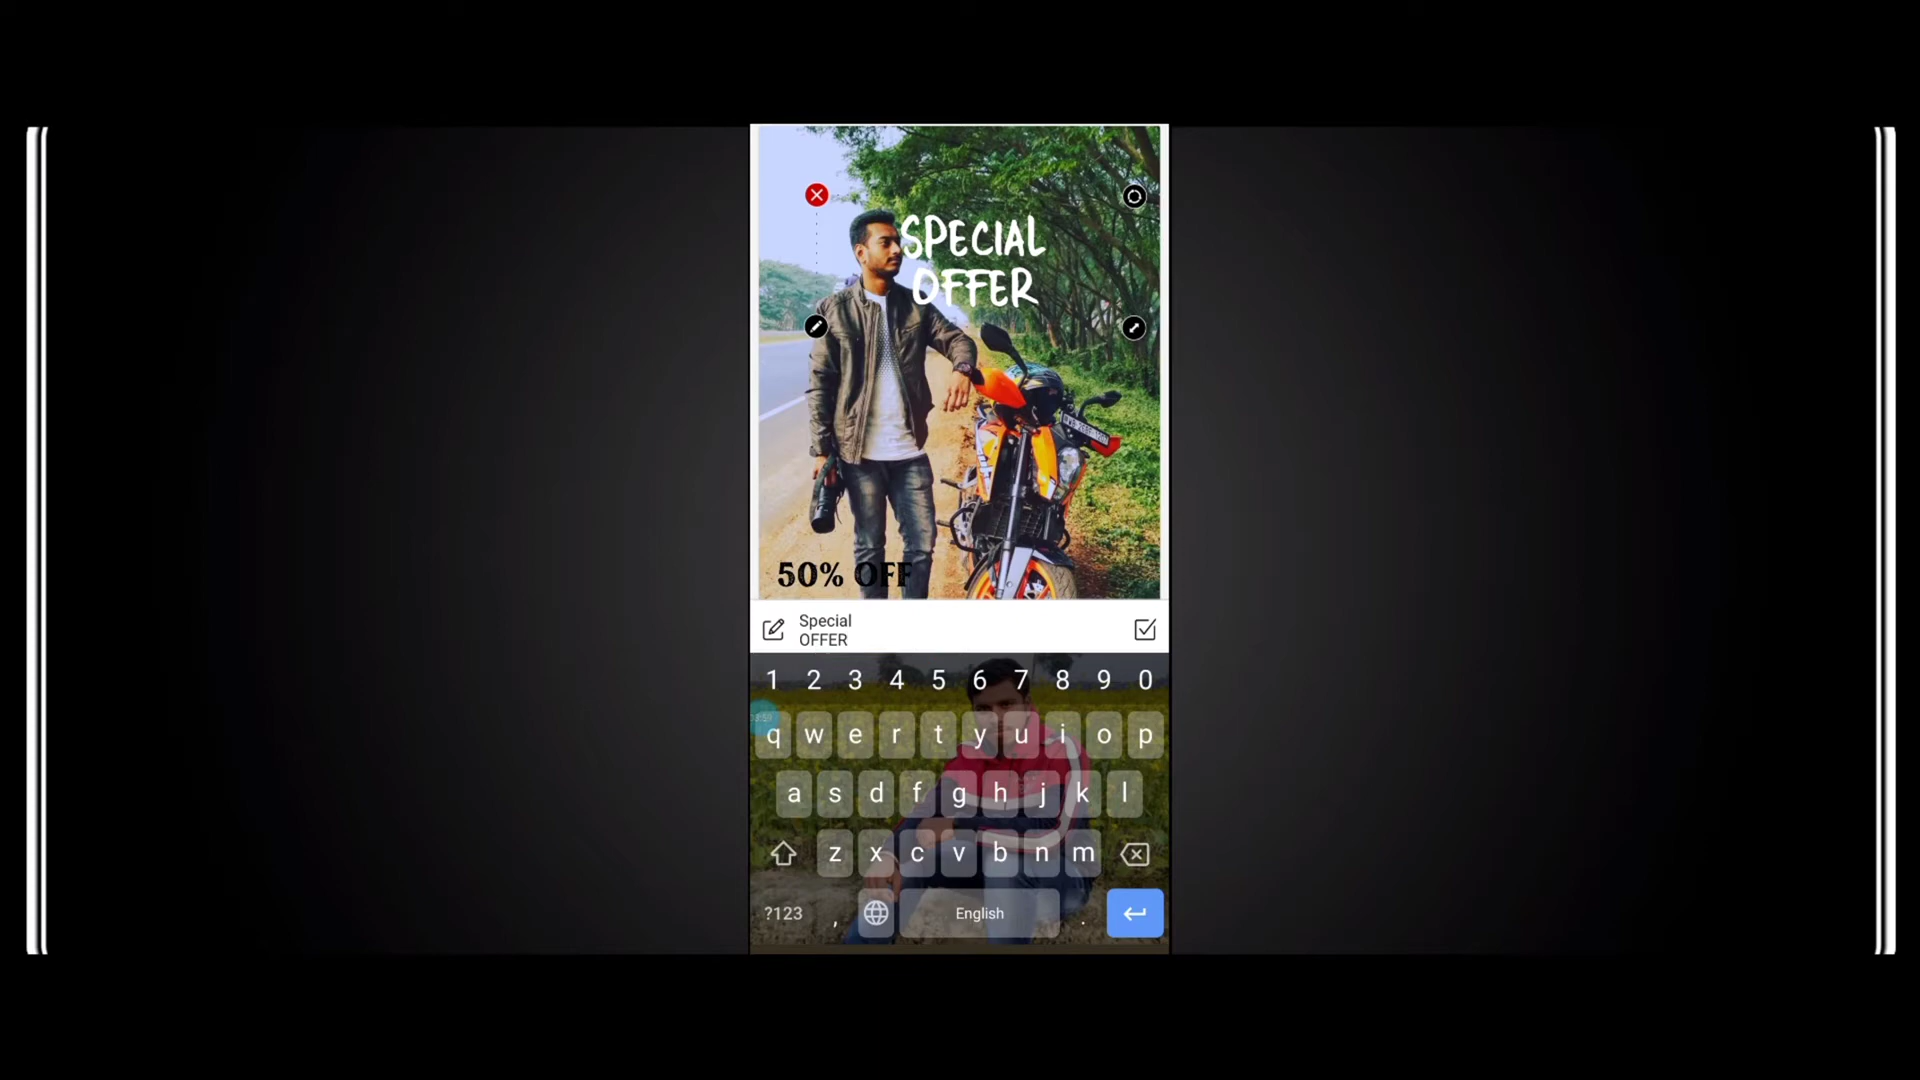 SPECIAL
OFFER
50% OFF
Special
OFFER
1 2 3 4 5 6 7 8 9 0
q w e r t y u i o p
a s d f g h j k l
z x c v b n m
?123 , English .